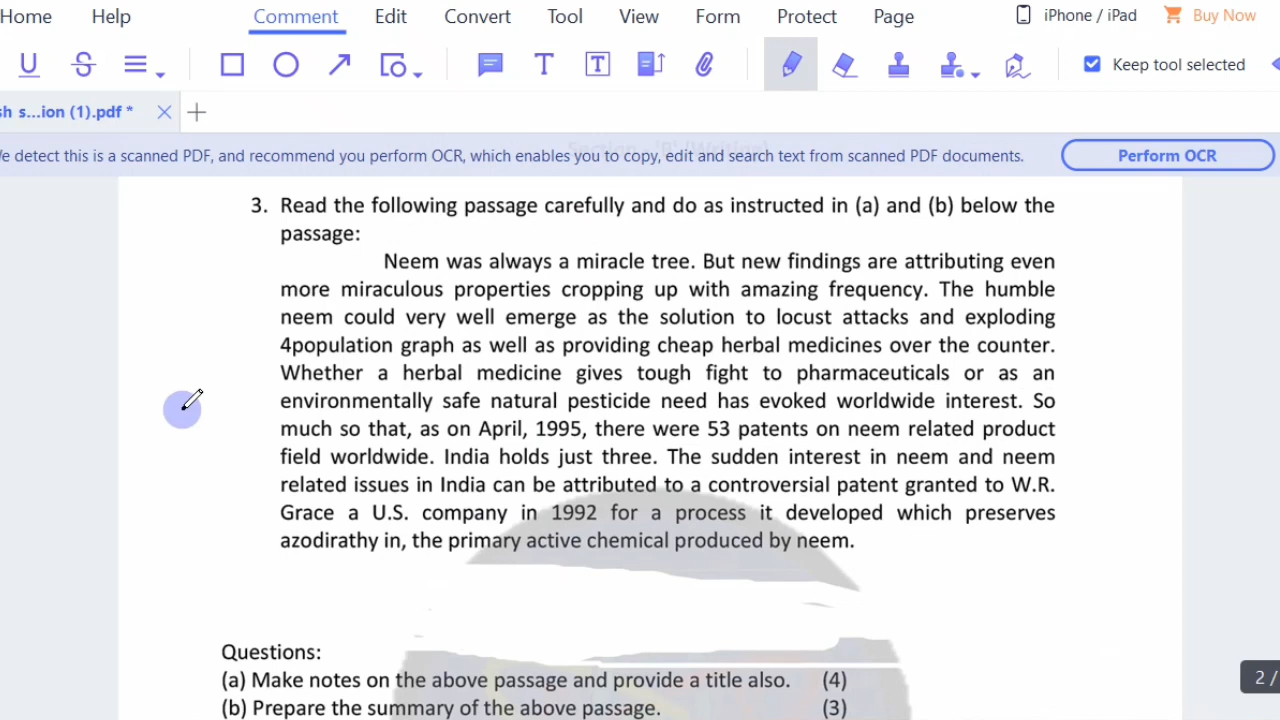 Home Help Comment Edit Convert Tool View Form Protect Page iPhone / iPad Buy Now
U S T T Keep tool selected
sh s...ion (1).pdf *
We detect this is a scanned PDF, and recommend you perform OCR, which enables you to copy, edit and search text from scanned PDF documents. Perform OCR
3. Read the following passage carefully and do as instructed in (a) and (b) below the
passage:
Neem was always a miracle tree. But new findings are attributing even
more miraculous properties cropping up with amazing frequency. The humble
neem could very well emerge as the solution to locust attacks and exploding
4population graph as well as providing cheap herbal medicines over the counter.
Whether a herbal medicine gives tough fight to pharmaceuticals or as an
environmentally safe natural pesticide need has evoked worldwide interest. So
much so that, as on April, 1995, there were 53 patents on neem related product
field worldwide. India holds just three. The sudden interest in neem and neem
related issues in India can be attributed to a controversial patent granted to W.R.
Grace a U.S. company in 1992 for a process it developed which preserves
azodirathy in, the primary active chemical produced by neem.
Questions:
(a) Make notes on the above passage and provide a title also. (4)
(b) Prepare the summary of the above passage. (3)
2 /